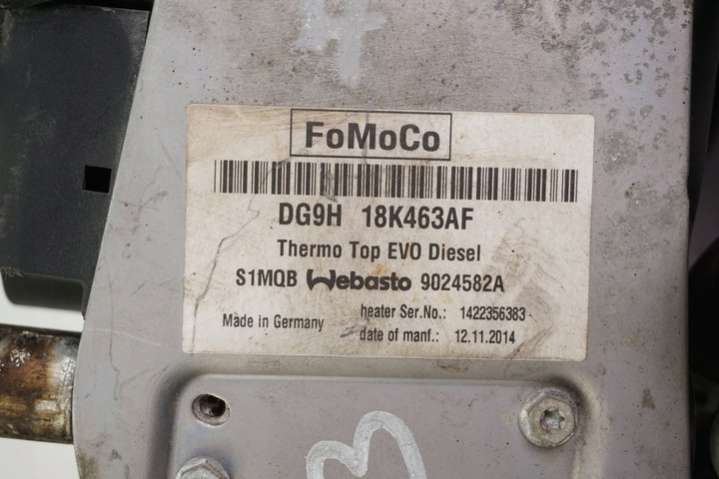 FoMoCo
DG9H 18K463AF
Thermo Top EVO Diesel
S1MQB Webasto 9024582A
Made in Germany
heater Ser.No.: 1422356383
date of manf.: 12.11.2014